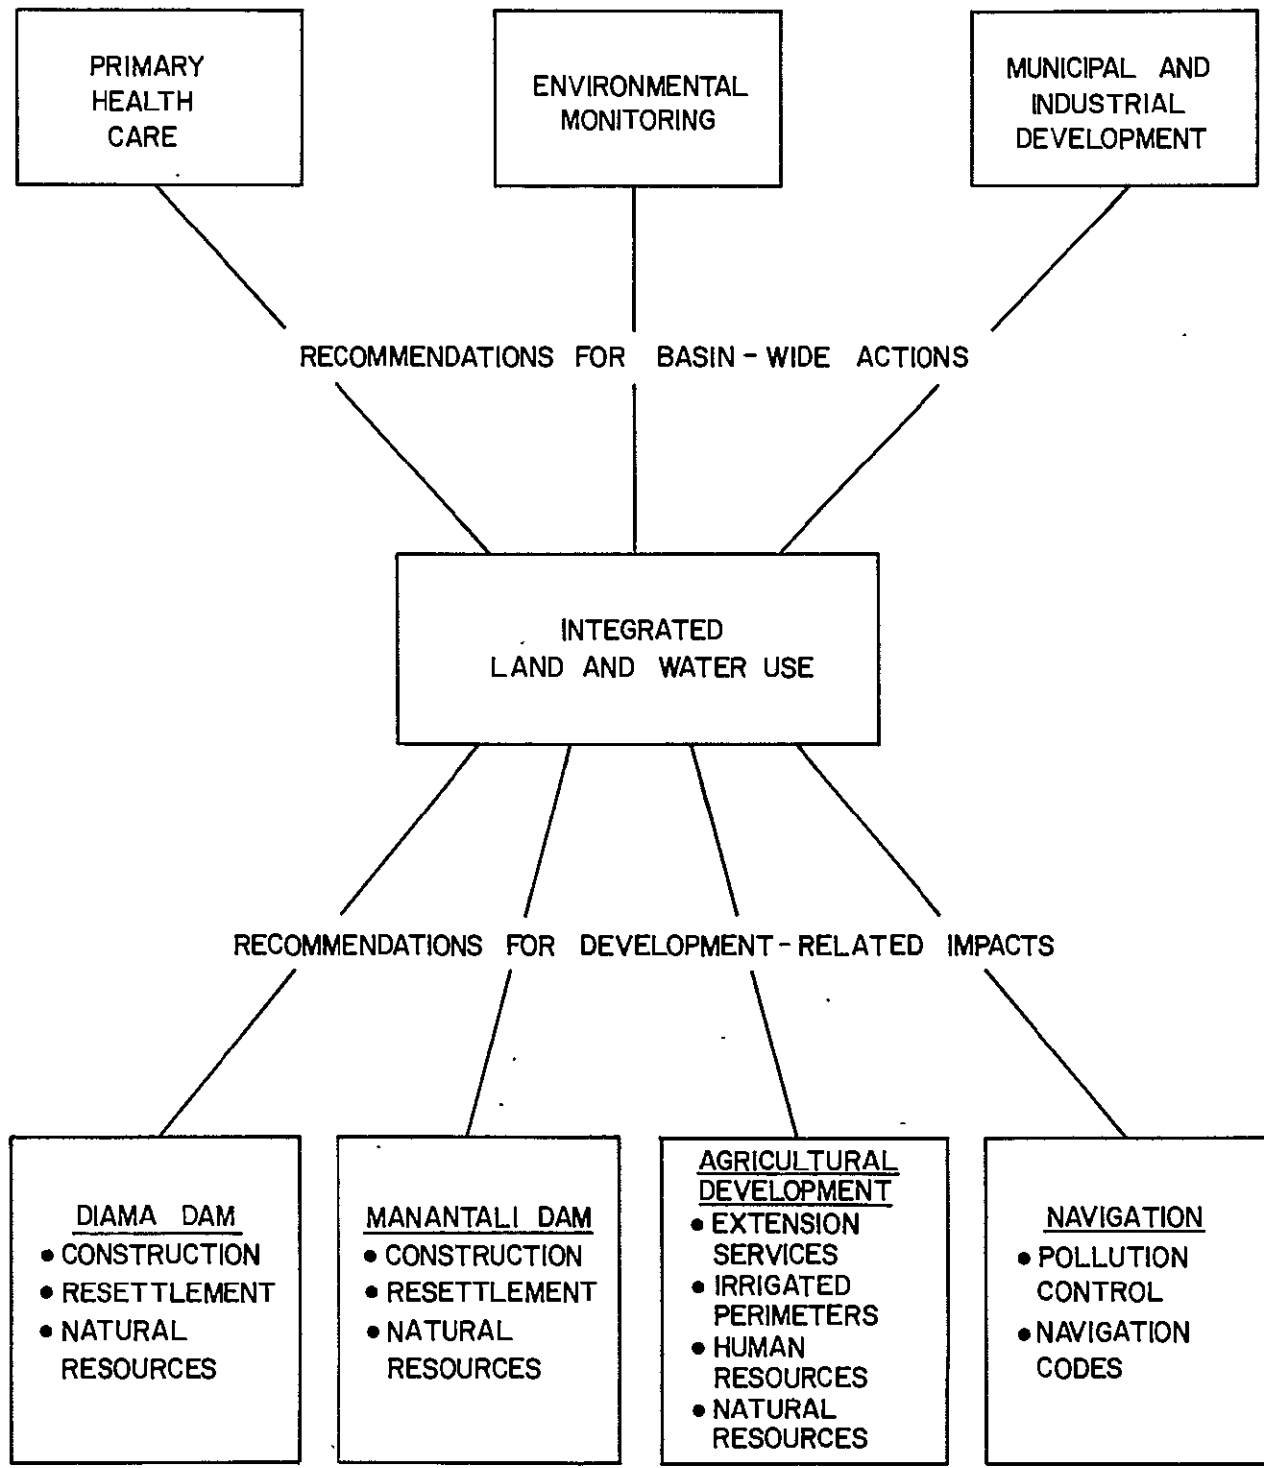 PRIMARY
HEALTH
CARE
ENVIRONMENTAL
MONITORING
MUNICIPAL AND
INDUSTRIAL
DEVELOPMENT
RECOMMENDATIONS FOR BASIN-WIDE ACTIONS
INTEGRATED
LAND AND WATER USE
RECOMMENDATIONS FOR DEVELOPMENT-RELATED IMPACTS
DIAMA DAM
• CONSTRUCTION
• RESETTLEMENT
• NATURAL
RESOURCES
MANANTALI DAM
• CONSTRUCTION
• RESETTLEMENT
• NATURAL
RESOURCES
AGRICULTURAL
DEVELOPMENT
• EXTENSION
SERVICES
• IRRIGATED
PERIMETERS
• HUMAN
RESOURCES
• NATURAL
RESOURCES
NAVIGATION
• POLLUTION
CONTROL
• NAVIGATION
CODES